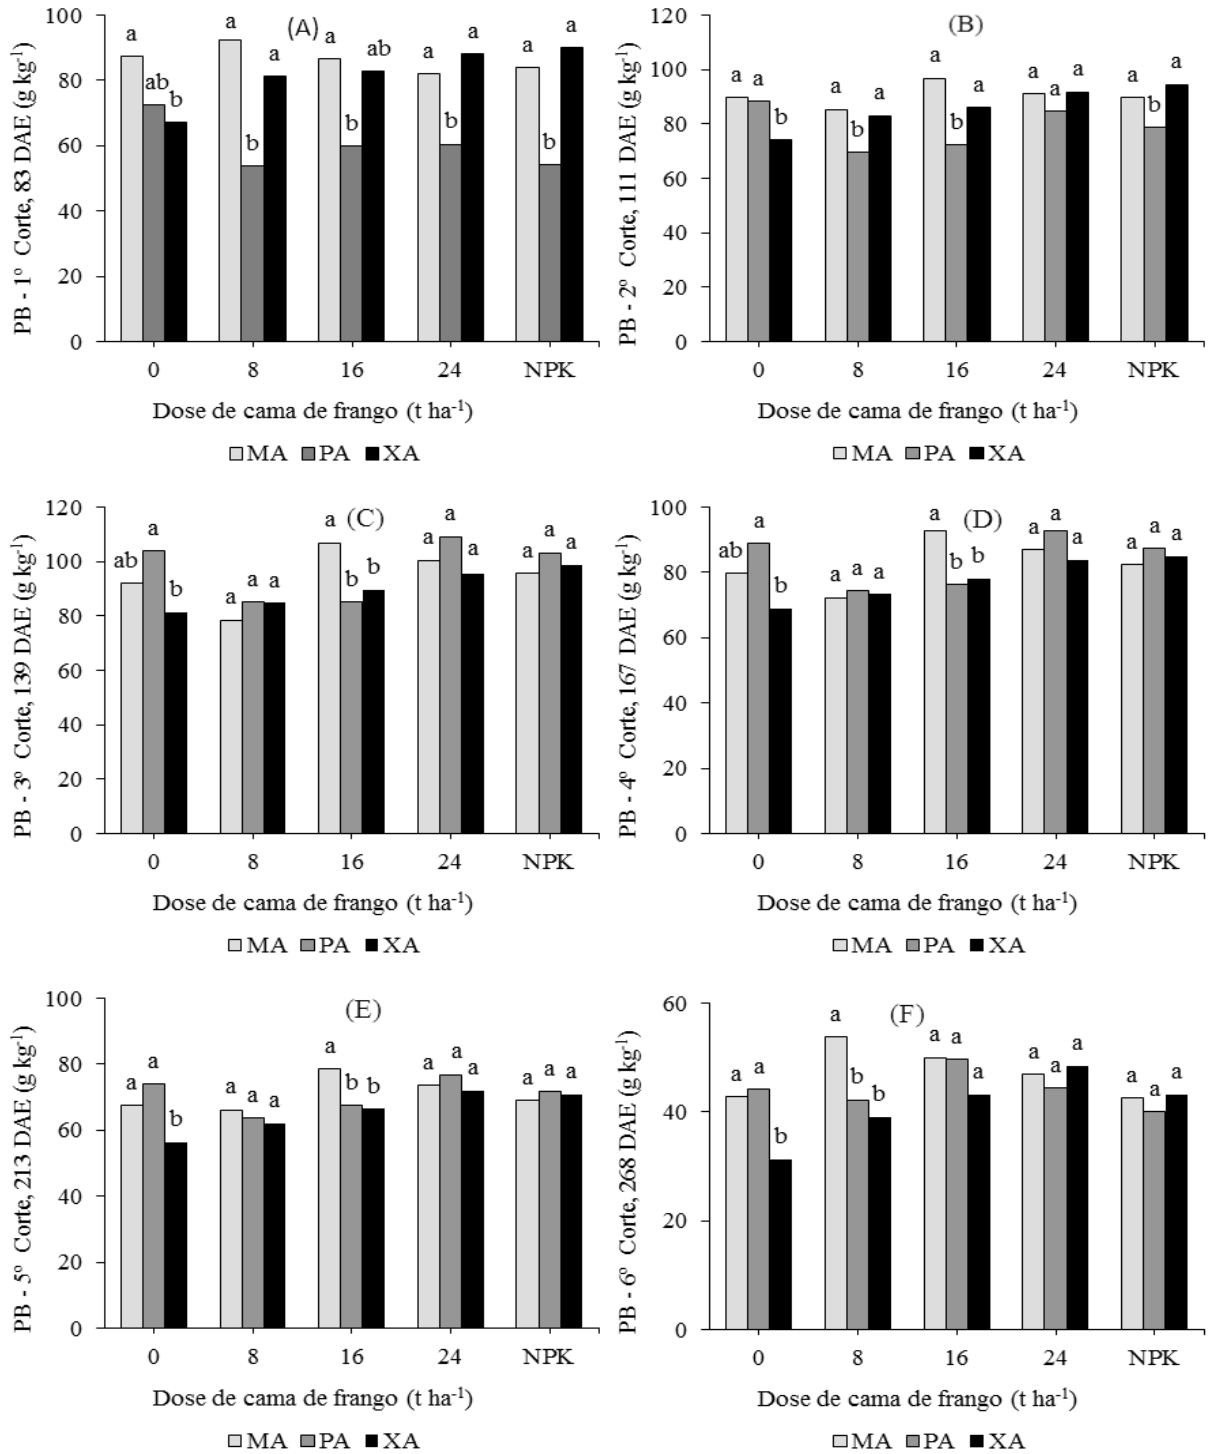 (A)
PB - 1º Corte, 83 DAE (g kg⁻¹)
100
80
60
40
20
0
a ab b
a b a
a b ab
a b a
a b a
0 8 16 24 NPK
Dose de cama de frango (t ha⁻¹)
MA PA XA
(B)
PB - 2º Corte, 111 DAE (g kg⁻¹)
120
100
80
60
40
20
0
a a b
a b a
a b a
a a a
a b a
0 8 16 24 NPK
Dose de cama de frango (t ha⁻¹)
MA PA XA
(C)
PB - 3º Corte, 139 DAE (g kg⁻¹)
120
100
80
60
40
20
0
ab a b
a a a
a b b
a a a
a a a
0 8 16 24 NPK
Dose de cama de frango (t ha⁻¹)
MA PA XA
(D)
PB - 4º Corte, 167 DAE (g kg⁻¹)
100
80
60
40
20
0
ab a b
a a a
a b b
a a a
a a a
0 8 16 24 NPK
Dose de cama de frango (t ha⁻¹)
MA PA XA
(E)
PB - 5º Corte, 213 DAE (g kg⁻¹)
100
80
60
40
20
0
a a b
a a a
a b b
a a a
a a a
0 8 16 24 NPK
Dose de cama de frango (t ha⁻¹)
MA PA XA
(F)
PB - 6º Corte, 268 DAE (g kg⁻¹)
60
40
20
0
a a b
a b b
a a a
a a a
a a a
0 8 16 24 NPK
Dose de cama de frango (t ha⁻¹)
MA PA XA